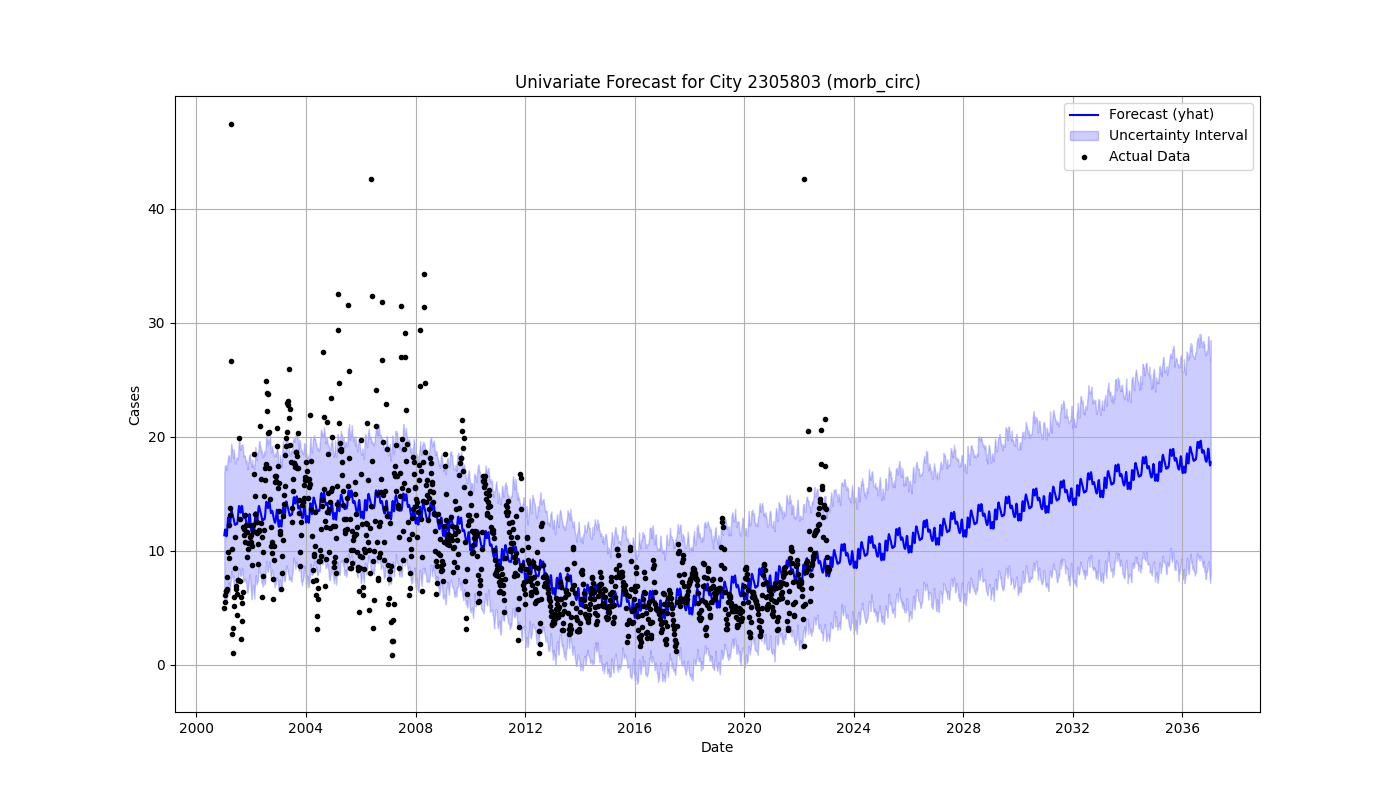 Univariate Forecast for City 2305803 (morb_circ)
Forecast (yhat)
Uncertainty Interval
Actual Data
Cases
40
30
20
10
0
2000 2004 2008 2012 2016 2020 2024 2028 2032 2036
Date